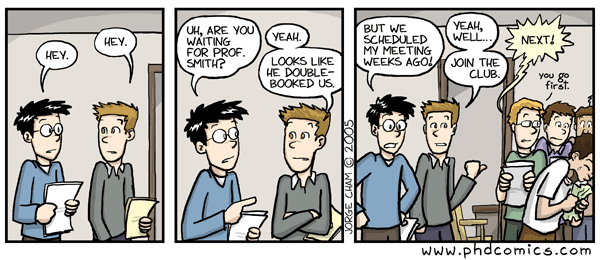 HEY.
HEY.
UH, ARE YOU
WAITING
FOR PROF.
SMITH?
YEAH.
LOOKS LIKE
HE DOUBLE-
BOOKED US.
JORGE CHAM © 2005
BUT WE
SCHEDULED
MY MEETING
WEEKS AGO!
YEAH,
WELL...
JOIN THE
CLUB.
NEXT!
you go
first.
www.phdcomics.com